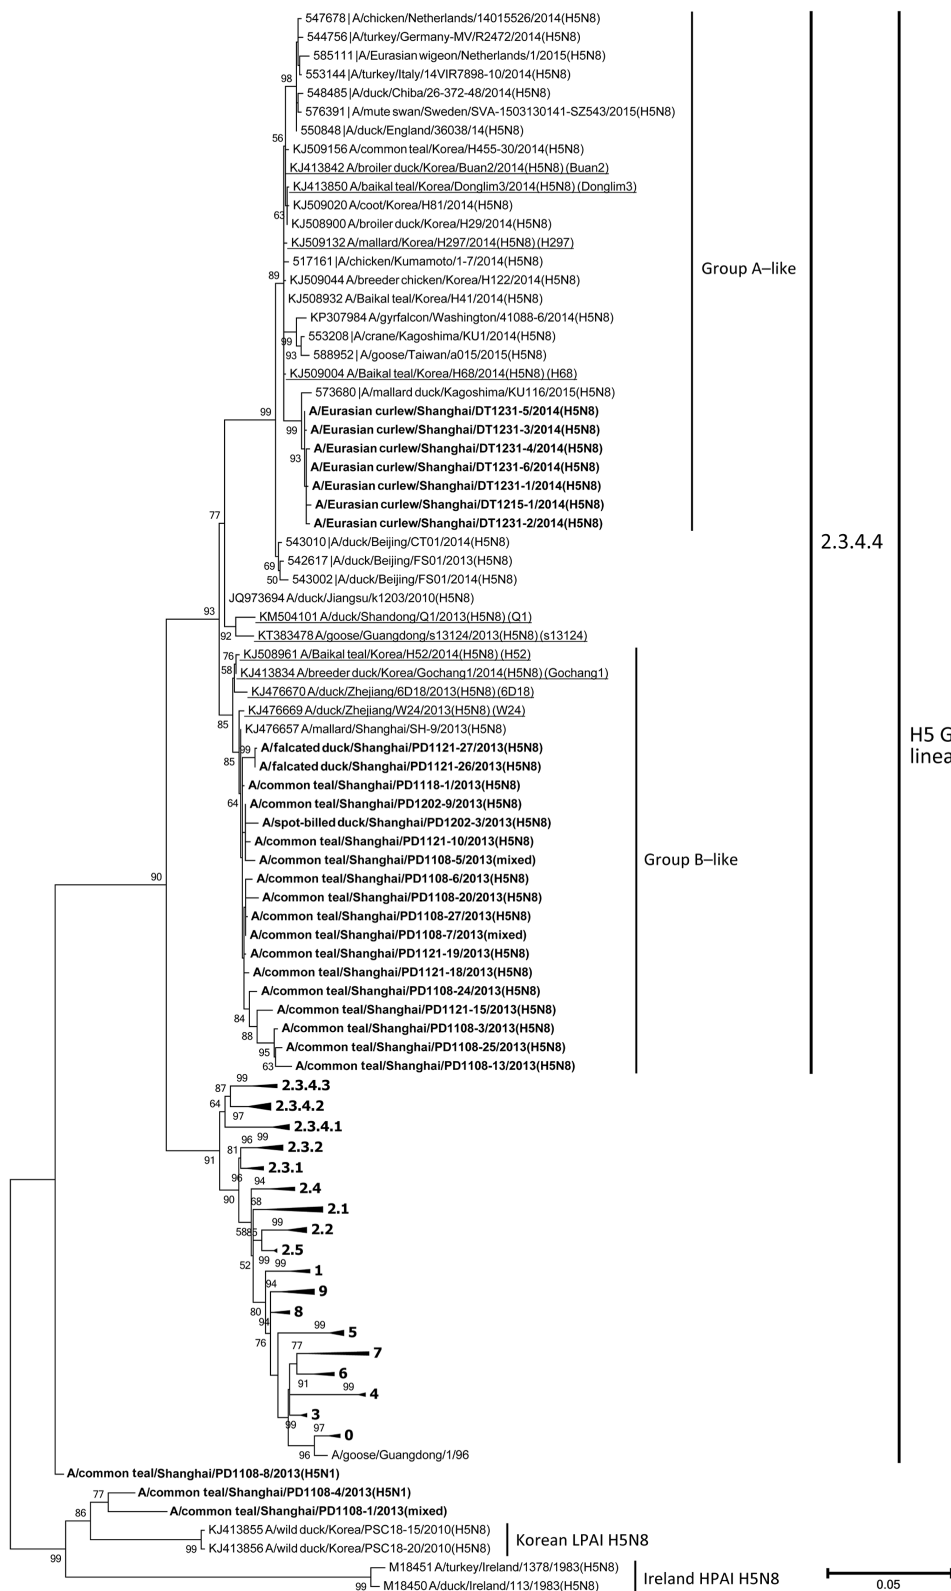 547678|A/chicken/Netherlands/14015526/2014(H5N8)
544756|A/turkey/Germany-MV/R2472/2014(H5N8)
585111|A/Eurasian wigeon/Netherlands/1/2015(H5N8)
553144|A/turkey/Italy/14VIR7898-10/2014(H5N8)
98
548485|A/duck/Chiba/26-372-48/2014(H5N8)
576391|A/mute swan/Sweden/SVA-1503130141-SZ543/2015(H5N8)
550848|A/duck/England/36038/14(H5N8)
56
KJ509156 A/common teal/Korea/H455-30/2014(H5N8)
KJ413842 A/broiler duck/Korea/Buan2/2014(H5N8) (Buan2)
KJ413850 A/baikal teal/Korea/Donglim3/2014(H5N8) (Donglim3)
KJ509020 A/coot/Korea/H81/2014(H5N8)
63
KJ508900 A/broiler duck/Korea/H29/2014(H5N8)
KJ509132 A/mallard/Korea/H297/2014(H5N8) (H297)
517161|A/chicken/Kumamoto/1-7/2014(H5N8)
Group A–like
89
KJ509044 A/breeder chicken/Korea/H122/2014(H5N8)
KJ508932 A/Baikal teal/Korea/H41/2014(H5N8)
KP307984 A/gyrfalcon/Washington/41088-6/2014(H5N8)
553208|A/crane/Kagoshima/KU1/2014(H5N8)
99
93
588952|A/goose/Taiwan/a015/2015(H5N8)
KJ509004 A/Baikal teal/Korea/H68/2014(H5N8) (H68)
573680|A/mallard duck/Kagoshima/KU116/2015(H5N8)
99
A/Eurasian curlew/Shanghai/DT1231-5/2014(H5N8)
99
A/Eurasian curlew/Shanghai/DT1231-3/2014(H5N8)
A/Eurasian curlew/Shanghai/DT1231-4/2014(H5N8)
93
A/Eurasian curlew/Shanghai/DT1231-6/2014(H5N8)
A/Eurasian curlew/Shanghai/DT1231-1/2014(H5N8)
A/Eurasian curlew/Shanghai/DT1215-1/2014(H5N8)
77
A/Eurasian curlew/Shanghai/DT1231-2/2014(H5N8)
543010|A/duck/Beijing/CT01/2014(H5N8)
2.3.4.4
542617|A/duck/Beijing/FS01/2013(H5N8)
69
50
543002|A/duck/Beijing/FS01/2014(H5N8)
JQ973694 A/duck/Jiangsu/k1203/2010(H5N8)
93
KM504101 A/duck/Shandong/Q1/2013(H5N8) (Q1)
92
KT383478 A/goose/Guangdong/s13124/2013(H5N8) (s13124)
76
KJ508961 A/Baikal teal/Korea/H52/2014(H5N8) (H52)
58
KJ413834 A/breeder duck/Korea/Gochang1/2014(H5N8) (Gochang1)
KJ476670 A/duck/Zhejiang/6D18/2013(H5N8) (6D18)
KJ476669 A/duck/Zhejiang/W24/2013(H5N8) (W24)
85
KJ476657 A/mallard/Shanghai/SH-9/2013(H5N8)
H5 G
linea
99
A/falcated duck/Shanghai/PD1121-27/2013(H5N8)
85
A/falcated duck/Shanghai/PD1121-26/2013(H5N8)
A/common teal/Shanghai/PD1118-1/2013(H5N8)
64
A/common teal/Shanghai/PD1202-9/2013(H5N8)
A/spot-billed duck/Shanghai/PD1202-3/2013(H5N8)
A/common teal/Shanghai/PD1121-10/2013(H5N8)
A/common teal/Shanghai/PD1108-5/2013(mixed)
Group B–like
90
A/common teal/Shanghai/PD1108-6/2013(H5N8)
A/common teal/Shanghai/PD1108-20/2013(H5N8)
A/common teal/Shanghai/PD1108-27/2013(H5N8)
A/common teal/Shanghai/PD1108-7/2013(mixed)
A/common teal/Shanghai/PD1121-19/2013(H5N8)
A/common teal/Shanghai/PD1121-18/2013(H5N8)
A/common teal/Shanghai/PD1108-24/2013(H5N8)
A/common teal/Shanghai/PD1121-15/2013(H5N8)
84
A/common teal/Shanghai/PD1108-3/2013(H5N8)
88
A/common teal/Shanghai/PD1108-25/2013(H5N8)
95
63
A/common teal/Shanghai/PD1108-13/2013(H5N8)
99
87
2.3.4.3
64
2.3.4.2
97
2.3.4.1
96 99
81
2.3.2
91
2.3.1
96
94
2.4
90
68
2.1
99
5885
2.2
2.5
52
99 99
1
94
9
80
8
94
99
5
76
77
7
6
91
99
4
3
99
97
0
96
A/goose/Guangdong/1/96
A/common teal/Shanghai/PD1108-8/2013(H5N1)
77
A/common teal/Shanghai/PD1108-4/2013(H5N1)
86
A/common teal/Shanghai/PD1108-1/2013(mixed)
KJ413855 A/wild duck/Korea/PSC18-15/2010(H5N8)
Korean LPAI H5N8
99
KJ413856 A/wild duck/Korea/PSC18-20/2010(H5N8)
99
M18451 A/turkey/Ireland/1378/1983(H5N8)
Ireland HPAI H5N8
99
M18450 A/duck/Ireland/113/1983(H5N8)
0.05